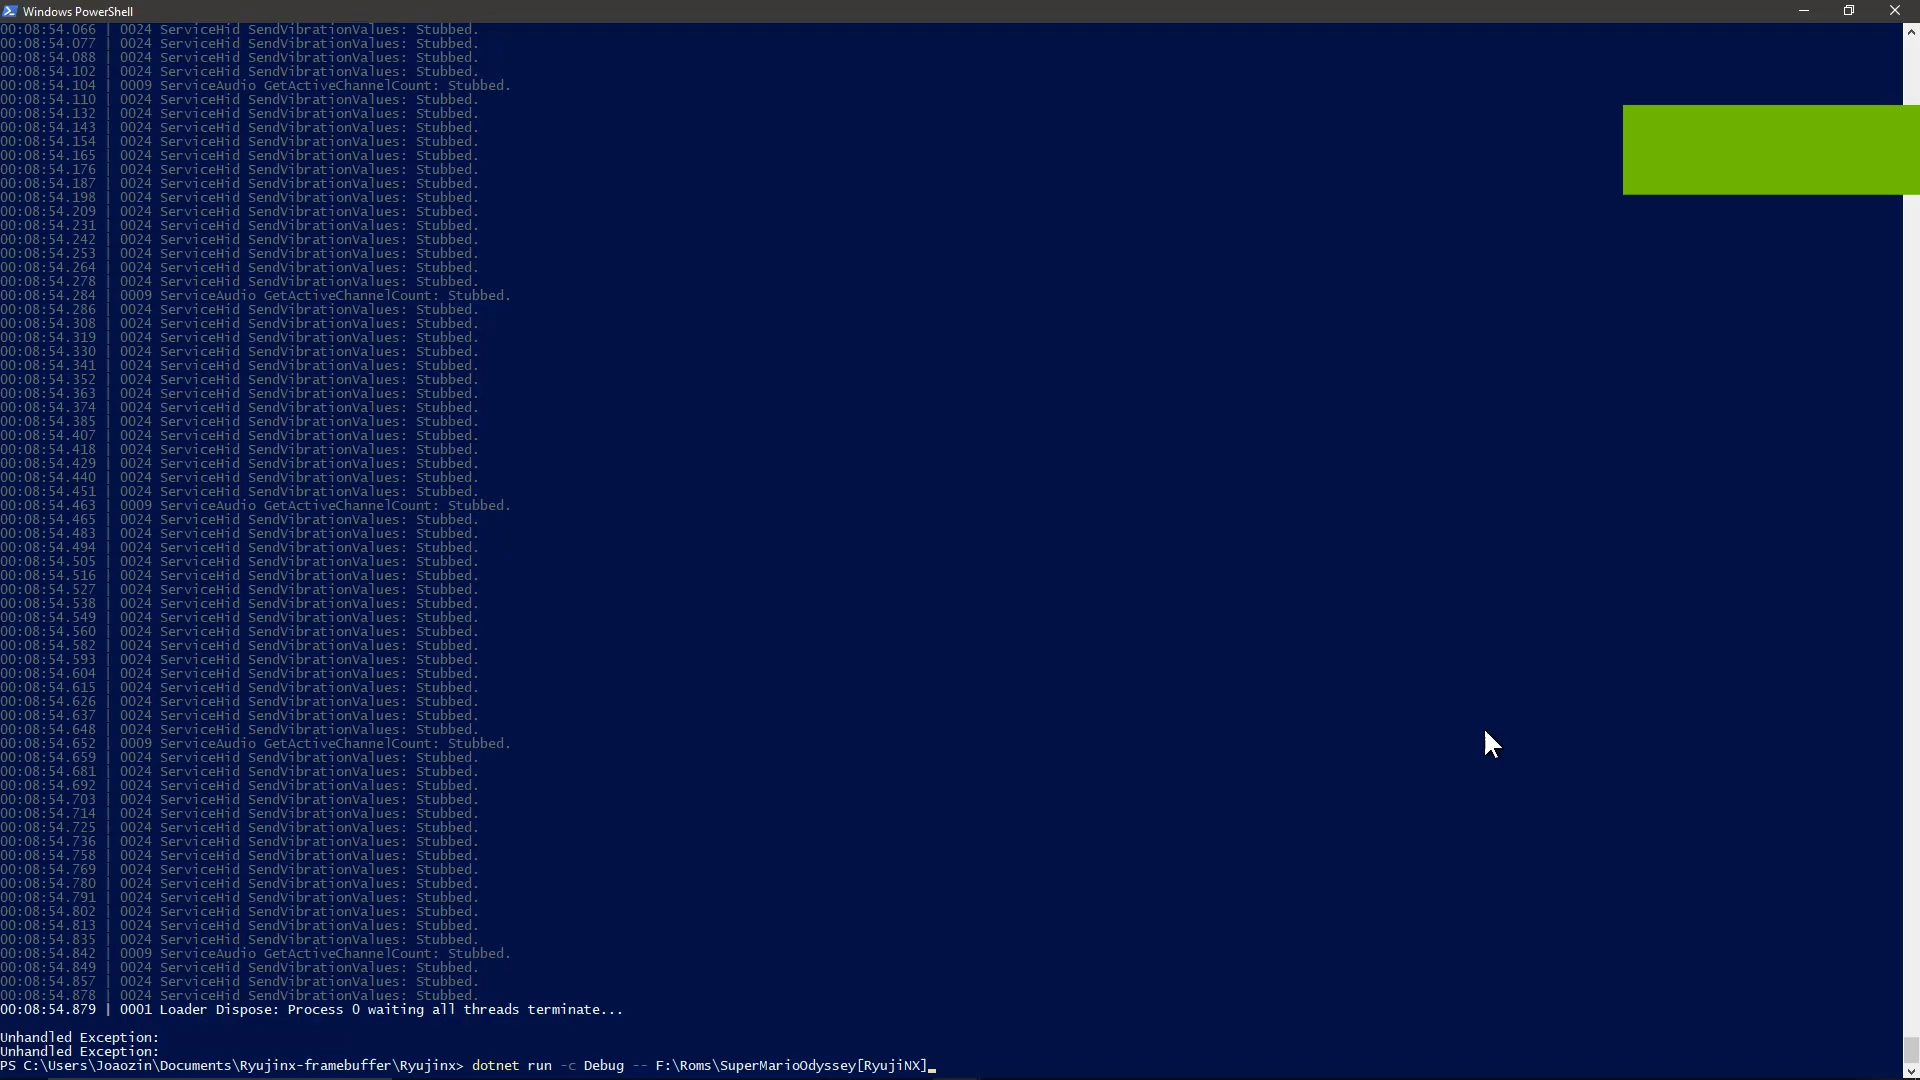 Windows PowerShell
00:08:54.066 | 0024 ServiceHid SendVibrationValues: Stubbed.
00:08:54.077 | 0024 ServiceHid SendVibrationValues: Stubbed.
00:08:54.088 | 0024 ServiceHid SendVibrationValues: Stubbed.
00:08:54.102 | 0024 ServiceHid SendVibrationValues: Stubbed.
00:08:54.104 | 0009 ServiceAudio GetActiveChannelCount: Stubbed.
00:08:54.110 | 0024 ServiceHid SendVibrationValues: Stubbed.
00:08:54.132 | 0024 ServiceHid SendVibrationValues: Stubbed.
00:08:54.143 | 0024 ServiceHid SendVibrationValues: Stubbed.
00:08:54.154 | 0024 ServiceHid SendVibrationValues: Stubbed.
00:08:54.165 | 0024 ServiceHid SendVibrationValues: Stubbed.
00:08:54.176 | 0024 ServiceHid SendVibrationValues: Stubbed.
00:08:54.187 | 0024 ServiceHid SendVibrationValues: Stubbed.
00:08:54.198 | 0024 ServiceHid SendVibrationValues: Stubbed.
00:08:54.209 | 0024 ServiceHid SendVibrationValues: Stubbed.
00:08:54.231 | 0024 ServiceHid SendVibrationValues: Stubbed.
00:08:54.242 | 0024 ServiceHid SendVibrationValues: Stubbed.
00:08:54.253 | 0024 ServiceHid SendVibrationValues: Stubbed.
00:08:54.264 | 0024 ServiceHid SendVibrationValues: Stubbed.
00:08:54.278 | 0024 ServiceHid SendVibrationValues: Stubbed.
00:08:54.284 | 0009 ServiceAudio GetActiveChannelCount: Stubbed.
00:08:54.286 | 0024 ServiceHid SendVibrationValues: Stubbed.
00:08:54.308 | 0024 ServiceHid SendVibrationValues: Stubbed.
00:08:54.319 | 0024 ServiceHid SendVibrationValues: Stubbed.
00:08:54.330 | 0024 ServiceHid SendVibrationValues: Stubbed.
00:08:54.341 | 0024 ServiceHid SendVibrationValues: Stubbed.
00:08:54.352 | 0024 ServiceHid SendVibrationValues: Stubbed.
00:08:54.363 | 0024 ServiceHid SendVibrationValues: Stubbed.
00:08:54.374 | 0024 ServiceHid SendVibrationValues: Stubbed.
00:08:54.385 | 0024 ServiceHid SendVibrationValues: Stubbed.
00:08:54.407 | 0024 ServiceHid SendVibrationValues: Stubbed.
00:08:54.418 | 0024 ServiceHid SendVibrationValues: Stubbed.
00:08:54.429 | 0024 ServiceHid SendVibrationValues: Stubbed.
00:08:54.440 | 0024 ServiceHid SendVibrationValues: Stubbed.
00:08:54.451 | 0024 ServiceHid SendVibrationValues: Stubbed.
00:08:54.463 | 0009 ServiceAudio GetActiveChannelCount: Stubbed.
00:08:54.465 | 0024 ServiceHid SendVibrationValues: Stubbed.
00:08:54.483 | 0024 ServiceHid SendVibrationValues: Stubbed.
00:08:54.494 | 0024 ServiceHid SendVibrationValues: Stubbed.
00:08:54.505 | 0024 ServiceHid SendVibrationValues: Stubbed.
00:08:54.516 | 0024 ServiceHid SendVibrationValues: Stubbed.
00:08:54.527 | 0024 ServiceHid SendVibrationValues: Stubbed.
00:08:54.538 | 0024 ServiceHid SendVibrationValues: Stubbed.
00:08:54.549 | 0024 ServiceHid SendVibrationValues: Stubbed.
00:08:54.560 | 0024 ServiceHid SendVibrationValues: Stubbed.
00:08:54.582 | 0024 ServiceHid SendVibrationValues: Stubbed.
00:08:54.593 | 0024 ServiceHid SendVibrationValues: Stubbed.
00:08:54.604 | 0024 ServiceHid SendVibrationValues: Stubbed.
00:08:54.615 | 0024 ServiceHid SendVibrationValues: Stubbed.
00:08:54.626 | 0024 ServiceHid SendVibrationValues: Stubbed.
00:08:54.637 | 0024 ServiceHid SendVibrationValues: Stubbed.
00:08:54.648 | 0024 ServiceHid SendVibrationValues: Stubbed.
00:08:54.652 | 0009 ServiceAudio GetActiveChannelCount: Stubbed.
00:08:54.659 | 0024 ServiceHid SendVibrationValues: Stubbed.
00:08:54.681 | 0024 ServiceHid SendVibrationValues: Stubbed.
00:08:54.692 | 0024 ServiceHid SendVibrationValues: Stubbed.
00:08:54.703 | 0024 ServiceHid SendVibrationValues: Stubbed.
00:08:54.714 | 0024 ServiceHid SendVibrationValues: Stubbed.
00:08:54.725 | 0024 ServiceHid SendVibrationValues: Stubbed.
00:08:54.736 | 0024 ServiceHid SendVibrationValues: Stubbed.
00:08:54.758 | 0024 ServiceHid SendVibrationValues: Stubbed.
00:08:54.769 | 0024 ServiceHid SendVibrationValues: Stubbed.
00:08:54.780 | 0024 ServiceHid SendVibrationValues: Stubbed.
00:08:54.791 | 0024 ServiceHid SendVibrationValues: Stubbed.
00:08:54.802 | 0024 ServiceHid SendVibrationValues: Stubbed.
00:08:54.813 | 0024 ServiceHid SendVibrationValues: Stubbed.
00:08:54.835 | 0024 ServiceHid SendVibrationValues: Stubbed.
00:08:54.842 | 0009 ServiceAudio GetActiveChannelCount: Stubbed.
00:08:54.849 | 0024 ServiceHid SendVibrationValues: Stubbed.
00:08:54.857 | 0024 ServiceHid SendVibrationValues: Stubbed.
00:08:54.878 | 0024 ServiceHid SendVibrationValues: Stubbed.
00:08:54.879 | 0001 Loader Dispose: Process 0 waiting all threads terminate...
Unhandled Exception:
Unhandled Exception:
PS C:\Users\Joaozin\Documents\Ryujinx-framebuffer\Ryujinx> dotnet run -c Debug -- F:\Roms\SuperMarioOdyssey[RyujiNX]_